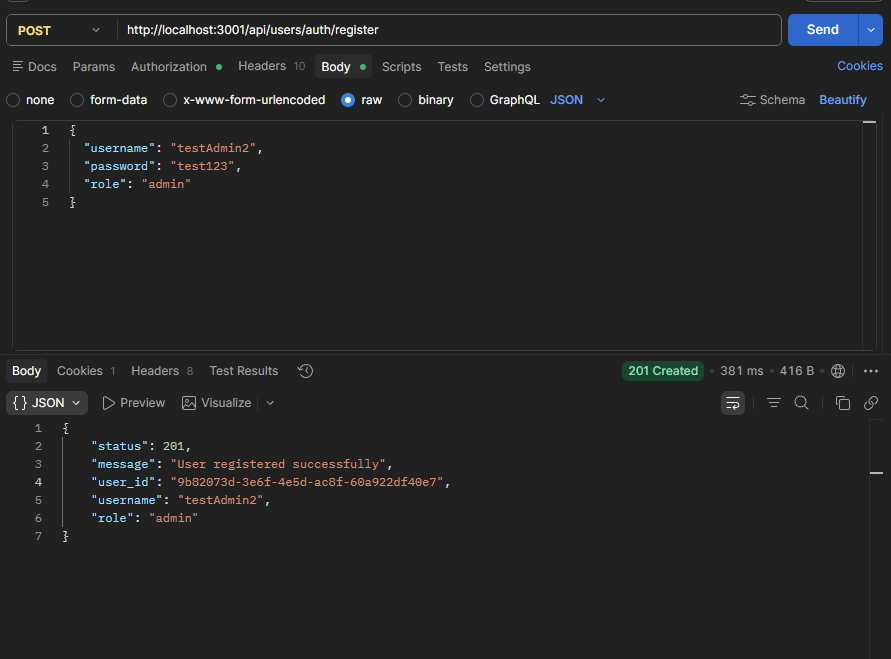 POST http://localhost:3001/api/users/auth/register Send
Docs Params Authorization Headers 10 Body Scripts Tests Settings Cookies
none form-data x-www-form-urlencoded raw binary GraphQL JSON Schema Beautify
1 {
2 "username": "testAdmin2",
3 "password": "test123",
4 "role": "admin"
5 }
Body Cookies 1 Headers 8 Test Results 201 Created • 381 ms • 416 B •
{} JSON Preview Visualize
1 {
2 "status": 201,
3 "message": "User registered successfully",
4 "user_id": "9b82073d-3e6f-4e5d-ac8f-60a922df40e7",
5 "username": "testAdmin2",
6 "role": "admin"
7 }